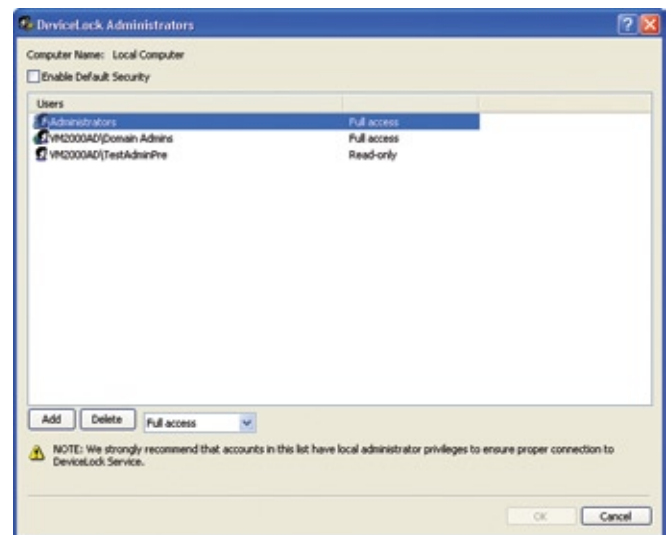 DeviceLock Administrators
Computer Name: Local Computer
Enable Default Security
Users
Administrators Full access
VM2000AD\Domain Admins Full access
VM2000AD\TestAdminPre Read-only
Add Delete Full access
NOTE: We strongly recommend that accounts in this list have local administrator privileges to ensure proper connection to
DeviceLock Service.
OK Cancel